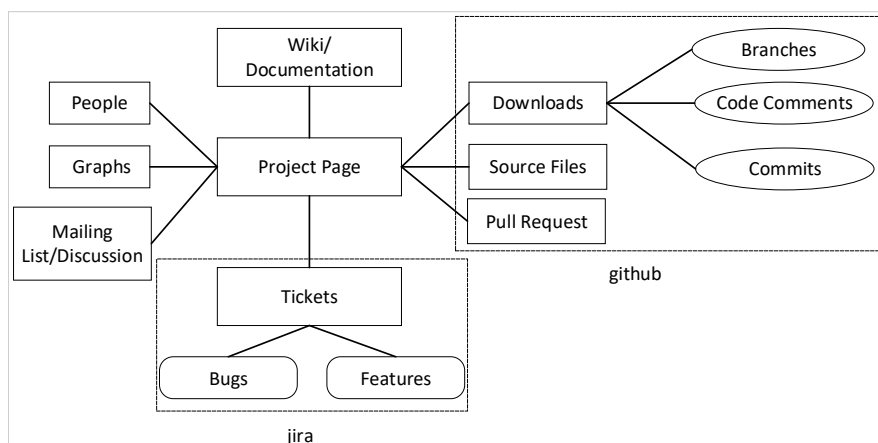 Wiki/
Documentation
People
Graphs
Mailing
List/Discussion
Project Page
Downloads
Source Files
Pull Request
Branches
Code Comments
Commits
github
Tickets
Bugs
Features
jira